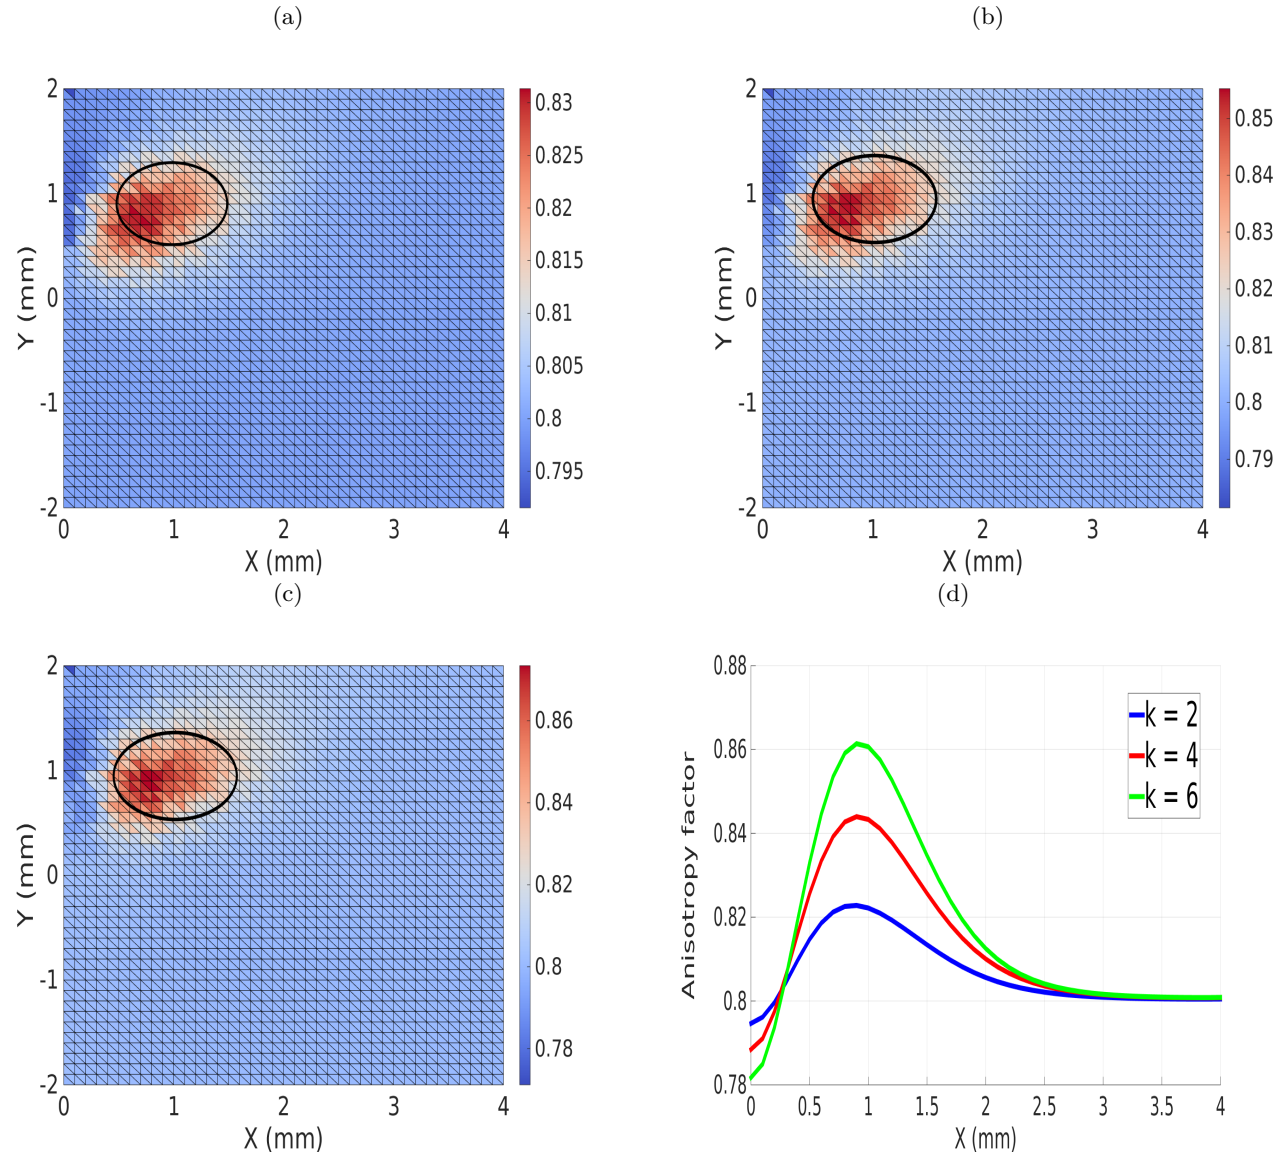 (a)
2
1
0
-1
-2
Y (mm)
0 1 2 3 4
X (mm)
0.83
0.825
0.82
0.815
0.81
0.805
0.8
0.795
(b)
2
1
0
-1
-2
Y (mm)
0 1 2 3 4
X (mm)
0.85
0.84
0.83
0.82
0.81
0.8
0.79
(c)
2
1
0
-1
-2
Y (mm)
0 1 2 3 4
X (mm)
0.86
0.84
0.82
0.8
0.78
(d)
0.88
0.86
0.84
0.82
0.8
0.78
Anisotropy factor
k = 2
k = 4
k = 6
0 0.5 1 1.5 2 2.5 3 3.5 4
X (mm)